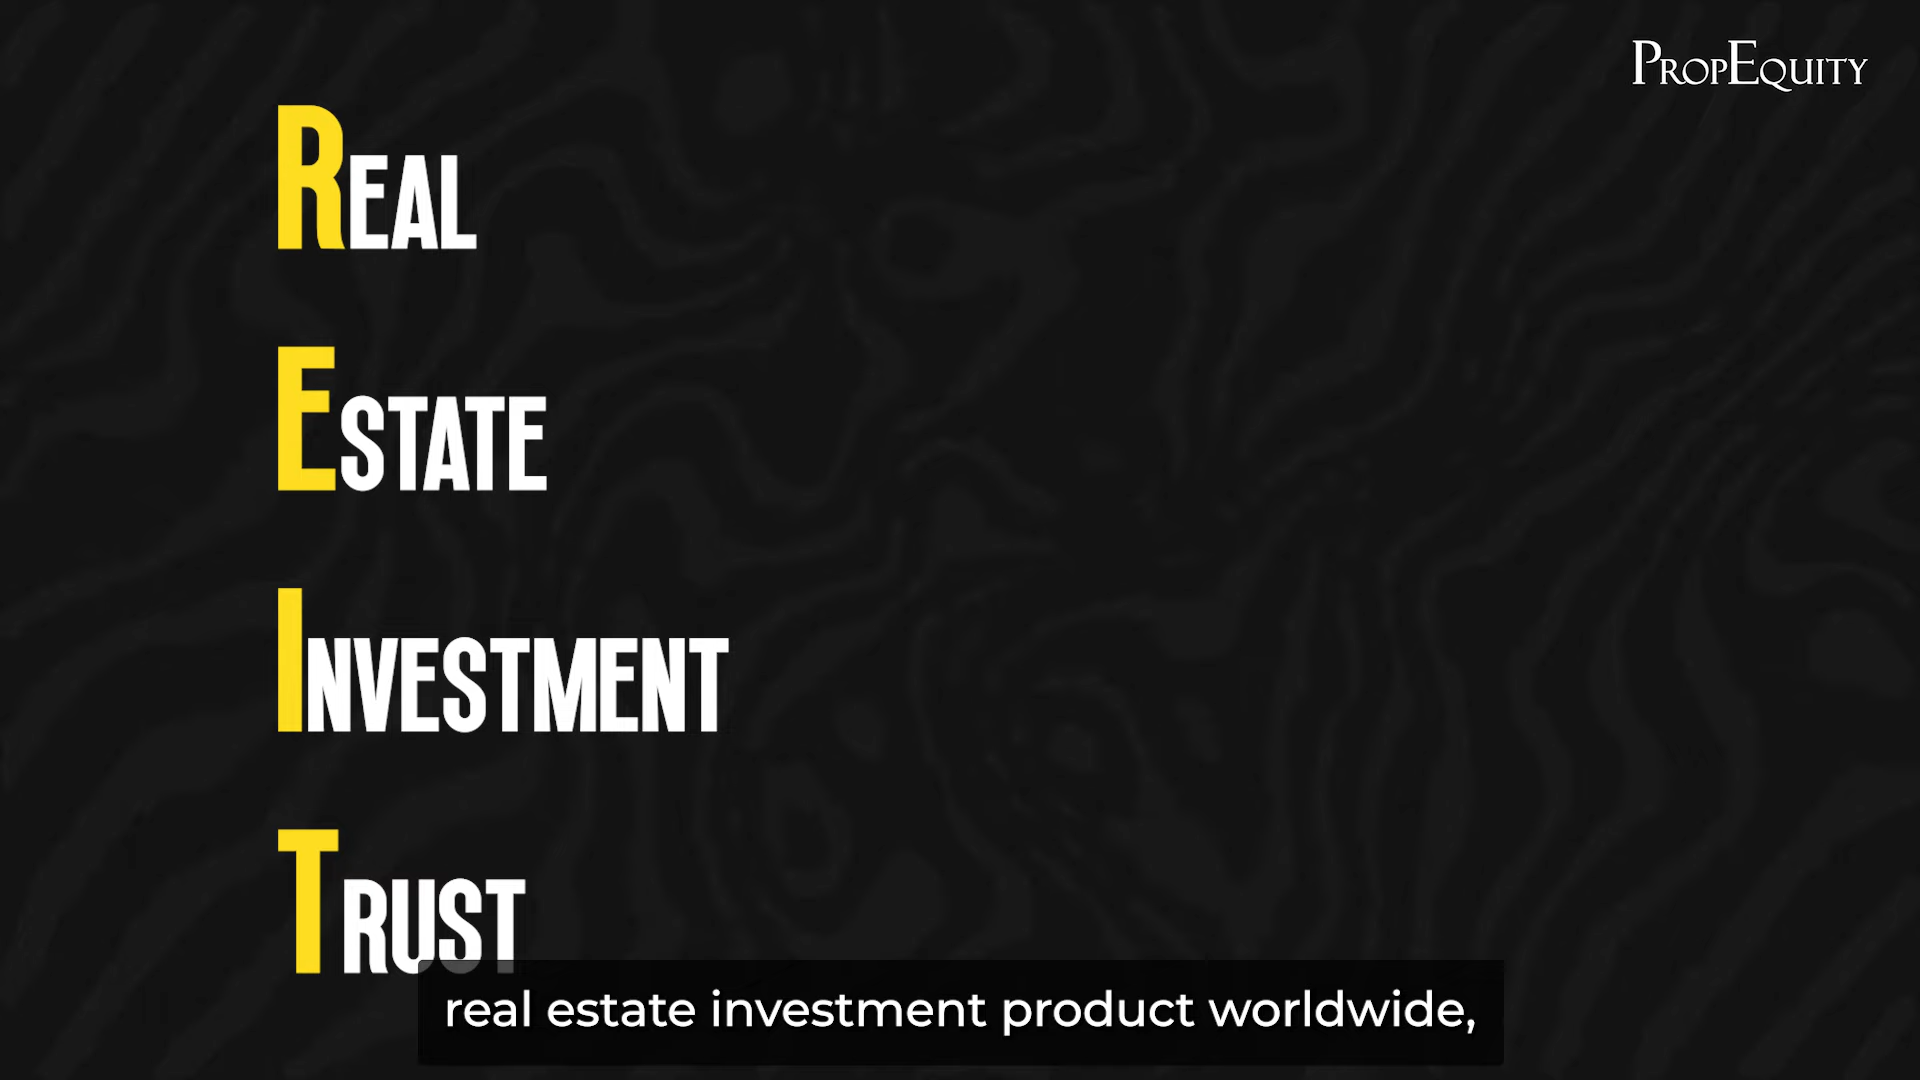 PROPEQUITY
REAL
ESTATE
INVESTMENT
TRUST
real estate investment product worldwide,